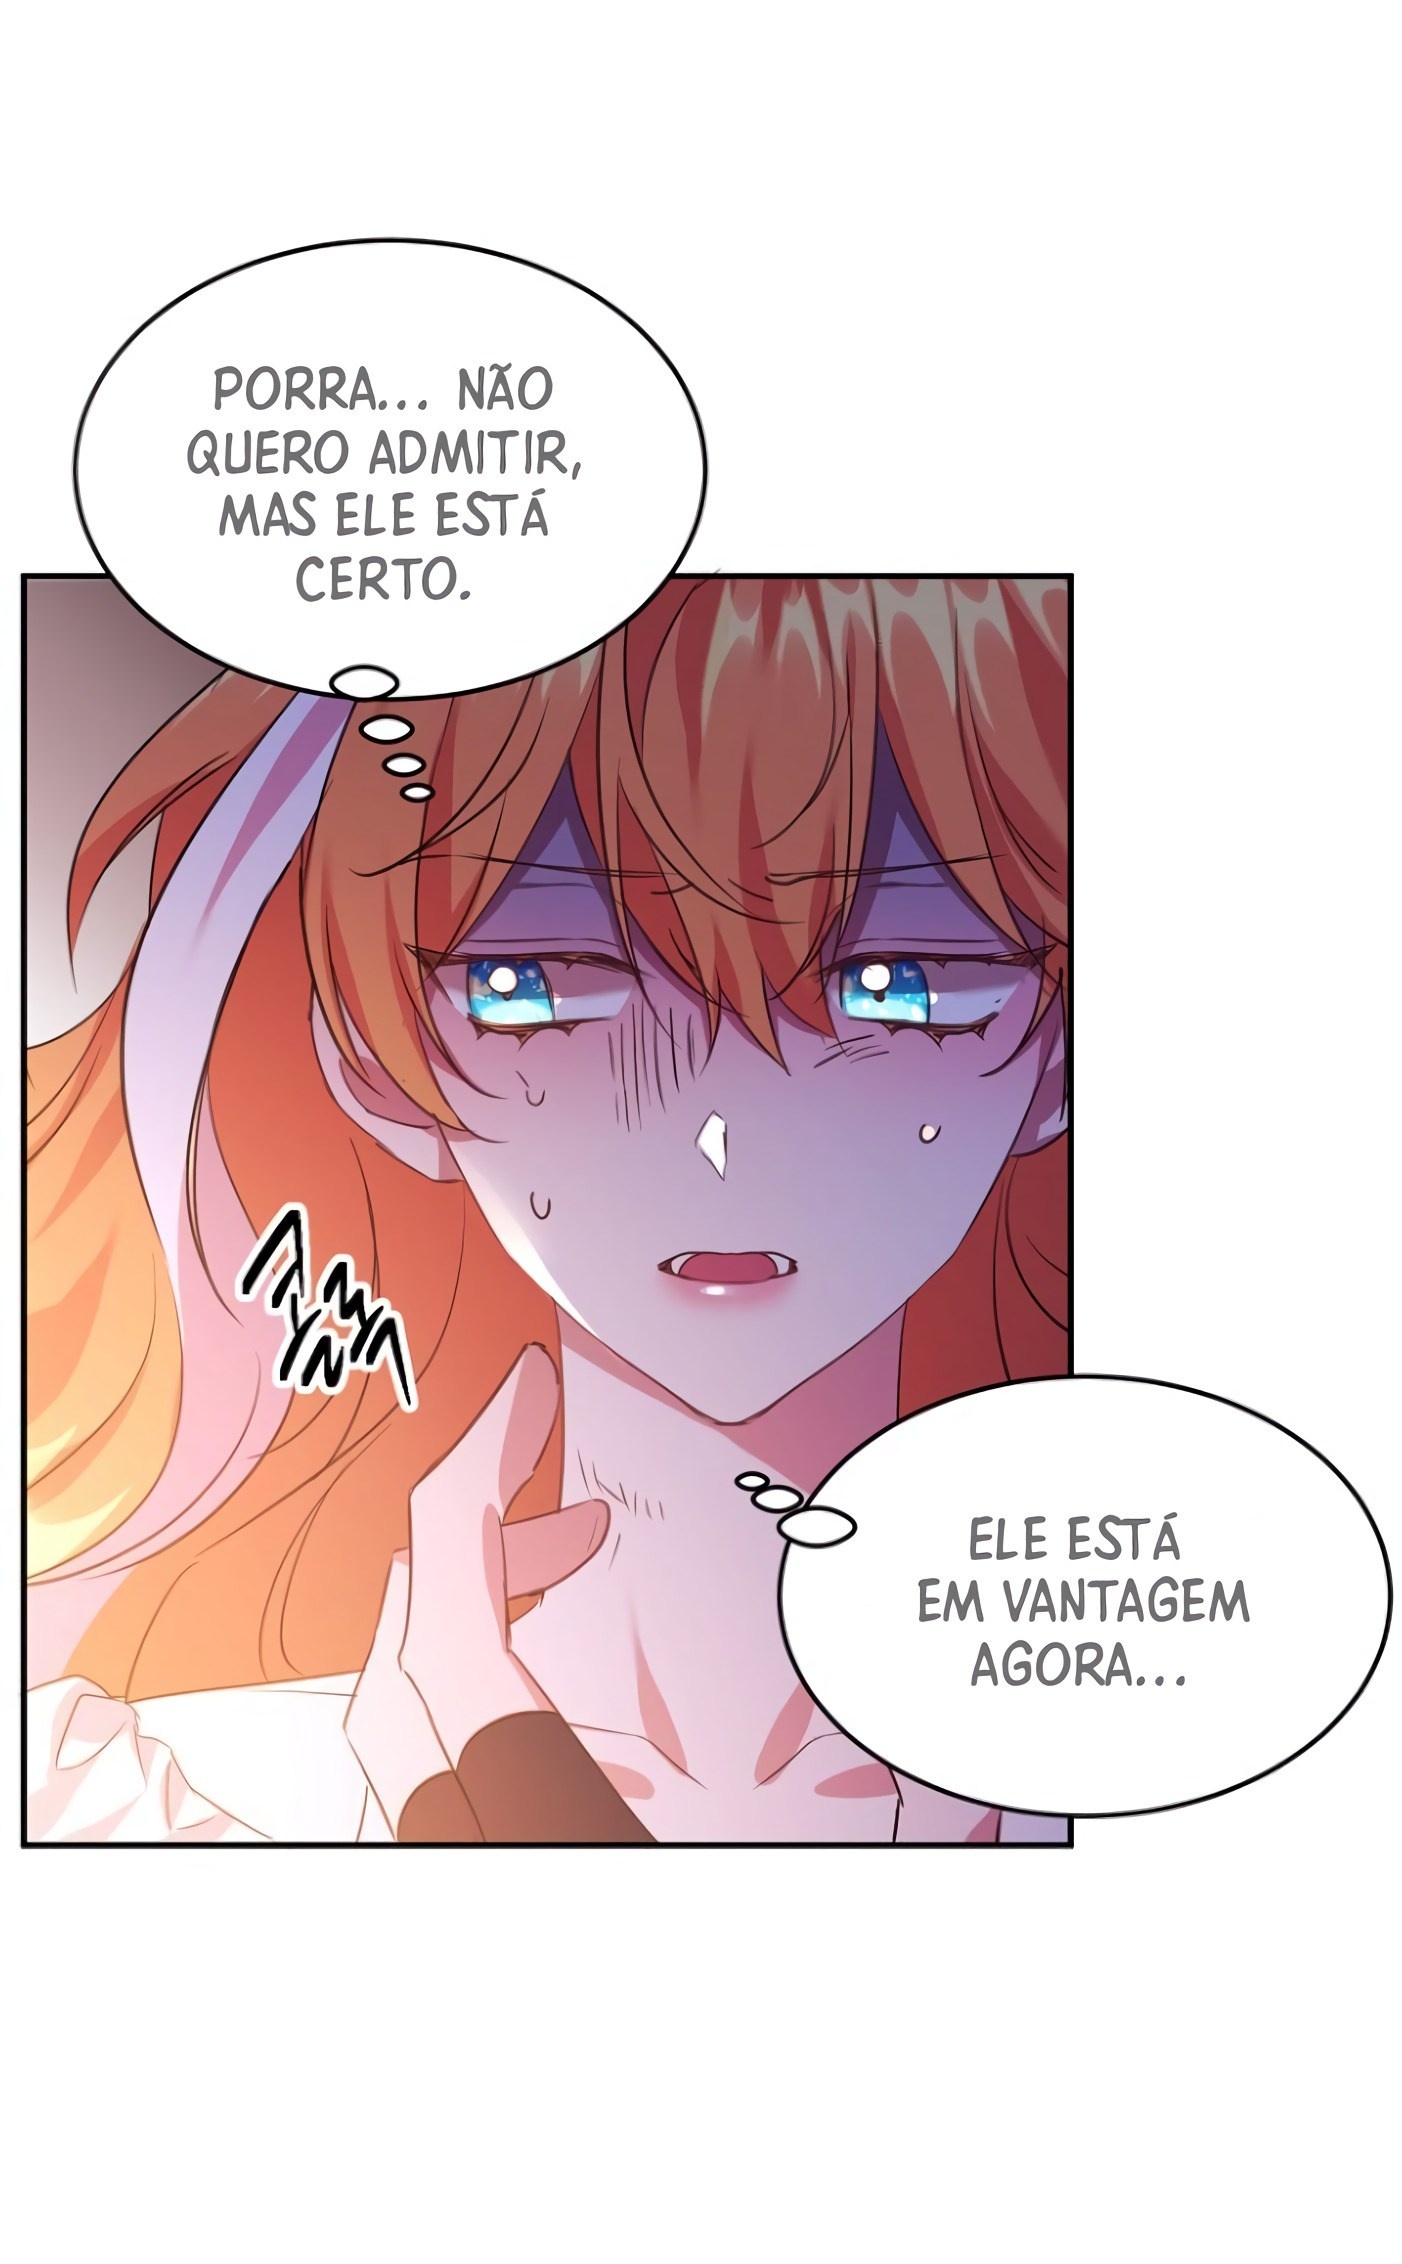 PORRA... NÃO
QUERO ADMITIR,
MAS ELE ESTÁ
CERTO.
ELE ESTÁ
EM VANTAGEM
AGORA...